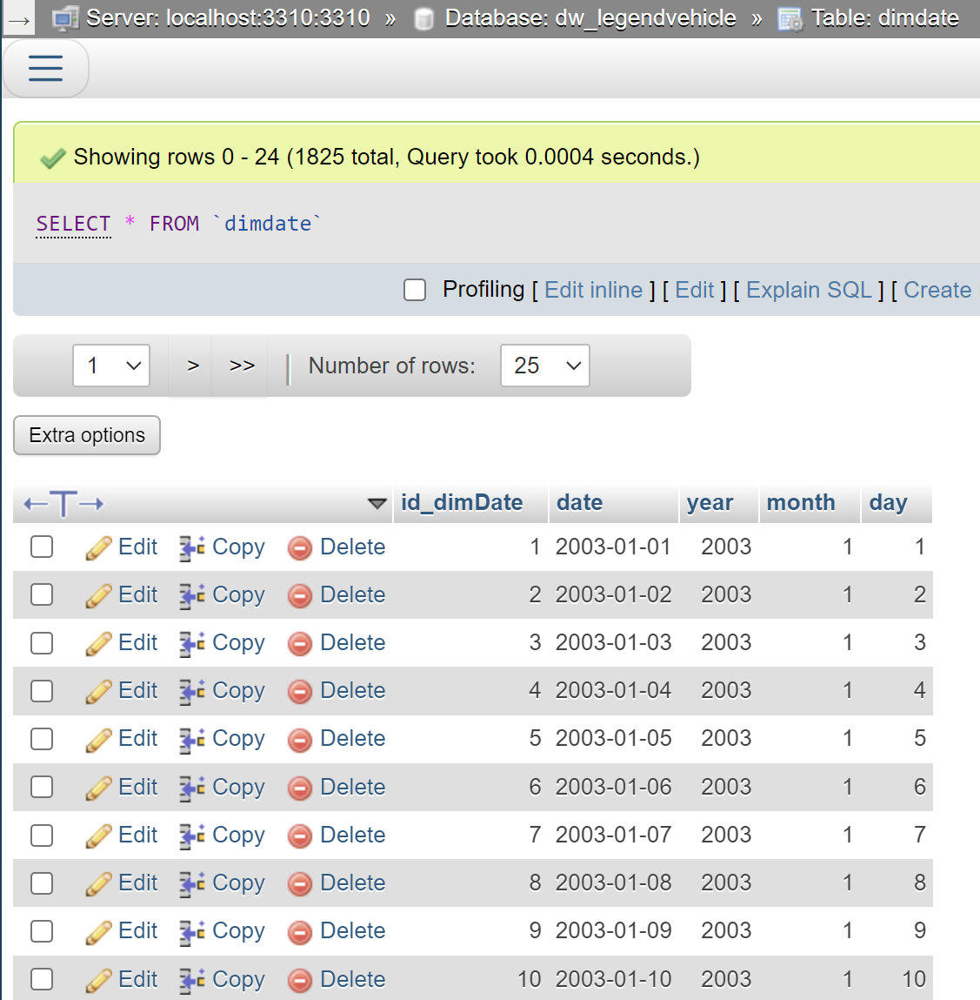 → Server: localhost:3310:3310 » Database: dw_legendvehicle » Table: dimdate
Showing rows 0 - 24 (1825 total, Query took 0.0004 seconds.)
SELECT * FROM `dimdate`
Profiling [ Edit inline ] [ Edit ] [ Explain SQL ] [ Create
1 > >> | Number of rows: 25
Extra options
←T→ id_dimDate date year month day
Edit Copy Delete 1 2003-01-01 2003 1 1
Edit Copy Delete 2 2003-01-02 2003 1 2
Edit Copy Delete 3 2003-01-03 2003 1 3
Edit Copy Delete 4 2003-01-04 2003 1 4
Edit Copy Delete 5 2003-01-05 2003 1 5
Edit Copy Delete 6 2003-01-06 2003 1 6
Edit Copy Delete 7 2003-01-07 2003 1 7
Edit Copy Delete 8 2003-01-08 2003 1 8
Edit Copy Delete 9 2003-01-09 2003 1 9
Edit Copy Delete 10 2003-01-10 2003 1 10